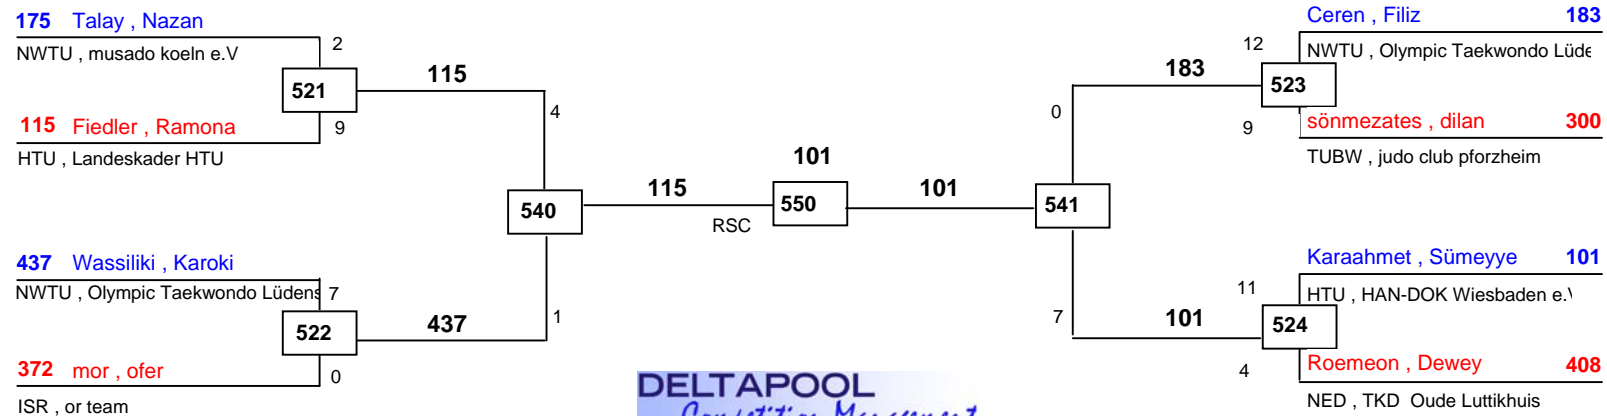 175 Talay , Nazan
NWTU , musado koeln e.V
2
521
115
9
115 Fiedler , Ramona
HTU , Landeskader HTU
4
540
115
1
437 Wassiliki , Karoki
NWTU , Olympic Taekwondo Lüdens
7
522
437
0
372 mor , ofer
ISR , or team
101
550
RSC
101
541
0
7
Ceren , Filiz 183
NWTU , Olympic Taekwondo Lüde
12
183
523
9
sönmezates , dilan 300
TUBW , judo club pforzheim
Karaahmet , Sümeyye 101
HTU , HAN-DOK Wiesbaden e.V
11
101
524
4
Roemeon , Dewey 408
NED , TKD Oude Luttikhuis
DELTAPOOL
Competition Management